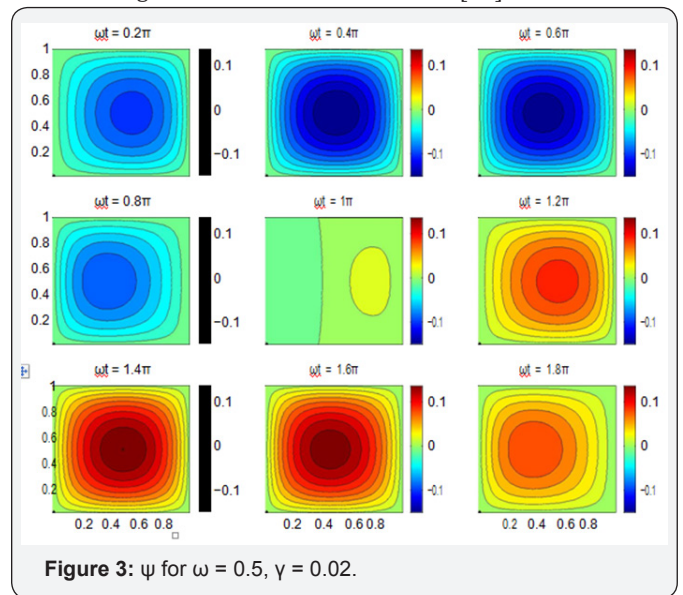 ωt = 0.2π ωt = 0.4π ωt = 0.6π
1 0.8 0.6 0.4 0.2 0.1 0 −0.1 0.1 0 -0.1 0.1 0 -0.1
ωt = 0.8π ωt = 1π ωt = 1.2π
1 0.8 0.6 0.4 0.2 0.1 0 −0.1 0.1 0 -0.1 0.1 0 -0.1
ωt = 1.4π ωt = 1.6π ωt = 1.8π
1 0.8 0.6 0.4 0.2 0.1 0 −0.1 0.1 0 -0.1 0.1 0 -0.1
0.2 0.4 0.6 0.8 0.2 0.4 0.6 0.8 0.2 0.4 0.6 0.8
Figure 3: ψ for ω = 0.5, γ = 0.02.